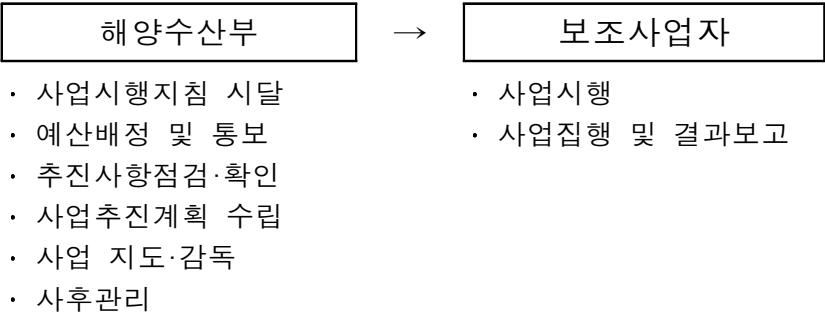 해양수산부 → 보조사업자
· 사업시행지침 시달
· 예산배정 및 통보
· 추진사항점검·확인
· 사업추진계획 수립
· 사업 지도·감독
· 사후관리
· 사업시행
· 사업집행 및 결과보고